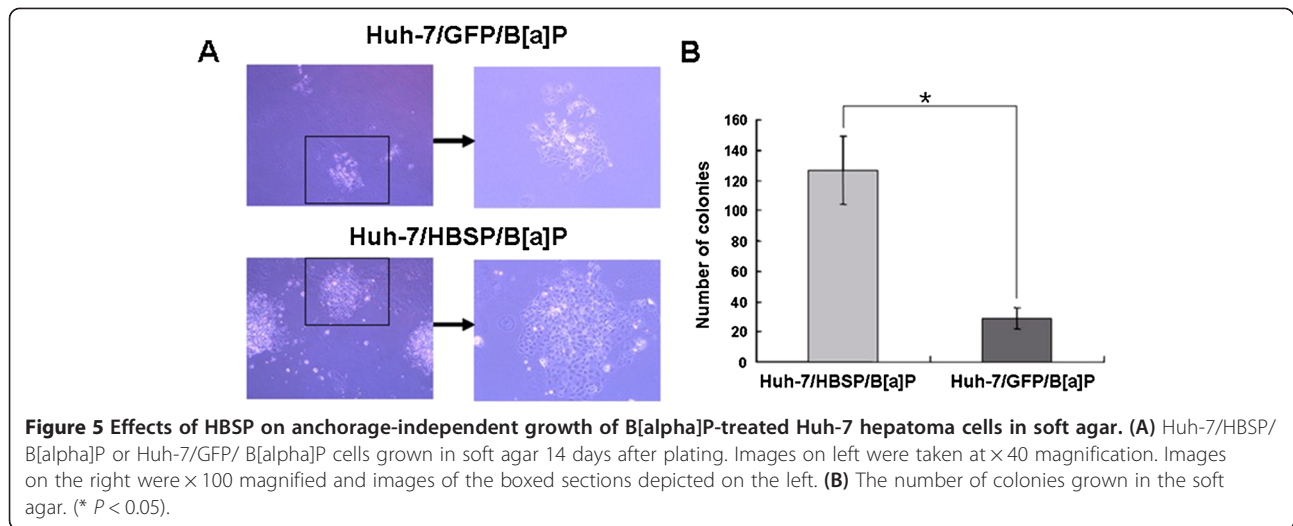 A
Huh-7/GFP/B[a]P
Huh-7/HBSP/B[a]P
B
*
Number of colonies
160
140
120
100
80
60
40
20
0
Huh-7/HBSP/B[a]P
Huh-7/GFP/B[a]P
Figure 5 Effects of HBSP on anchorage-independent growth of B[alpha]P-treated Huh-7 hepatoma cells in soft agar. (A) Huh-7/HBSP/
B[alpha]P or Huh-7/GFP/ B[alpha]P cells grown in soft agar 14 days after plating. Images on left were taken at × 40 magnification. Images
on the right were × 100 magnified and images of the boxed sections depicted on the left. (B) The number of colonies grown in the soft
agar. (* P < 0.05).